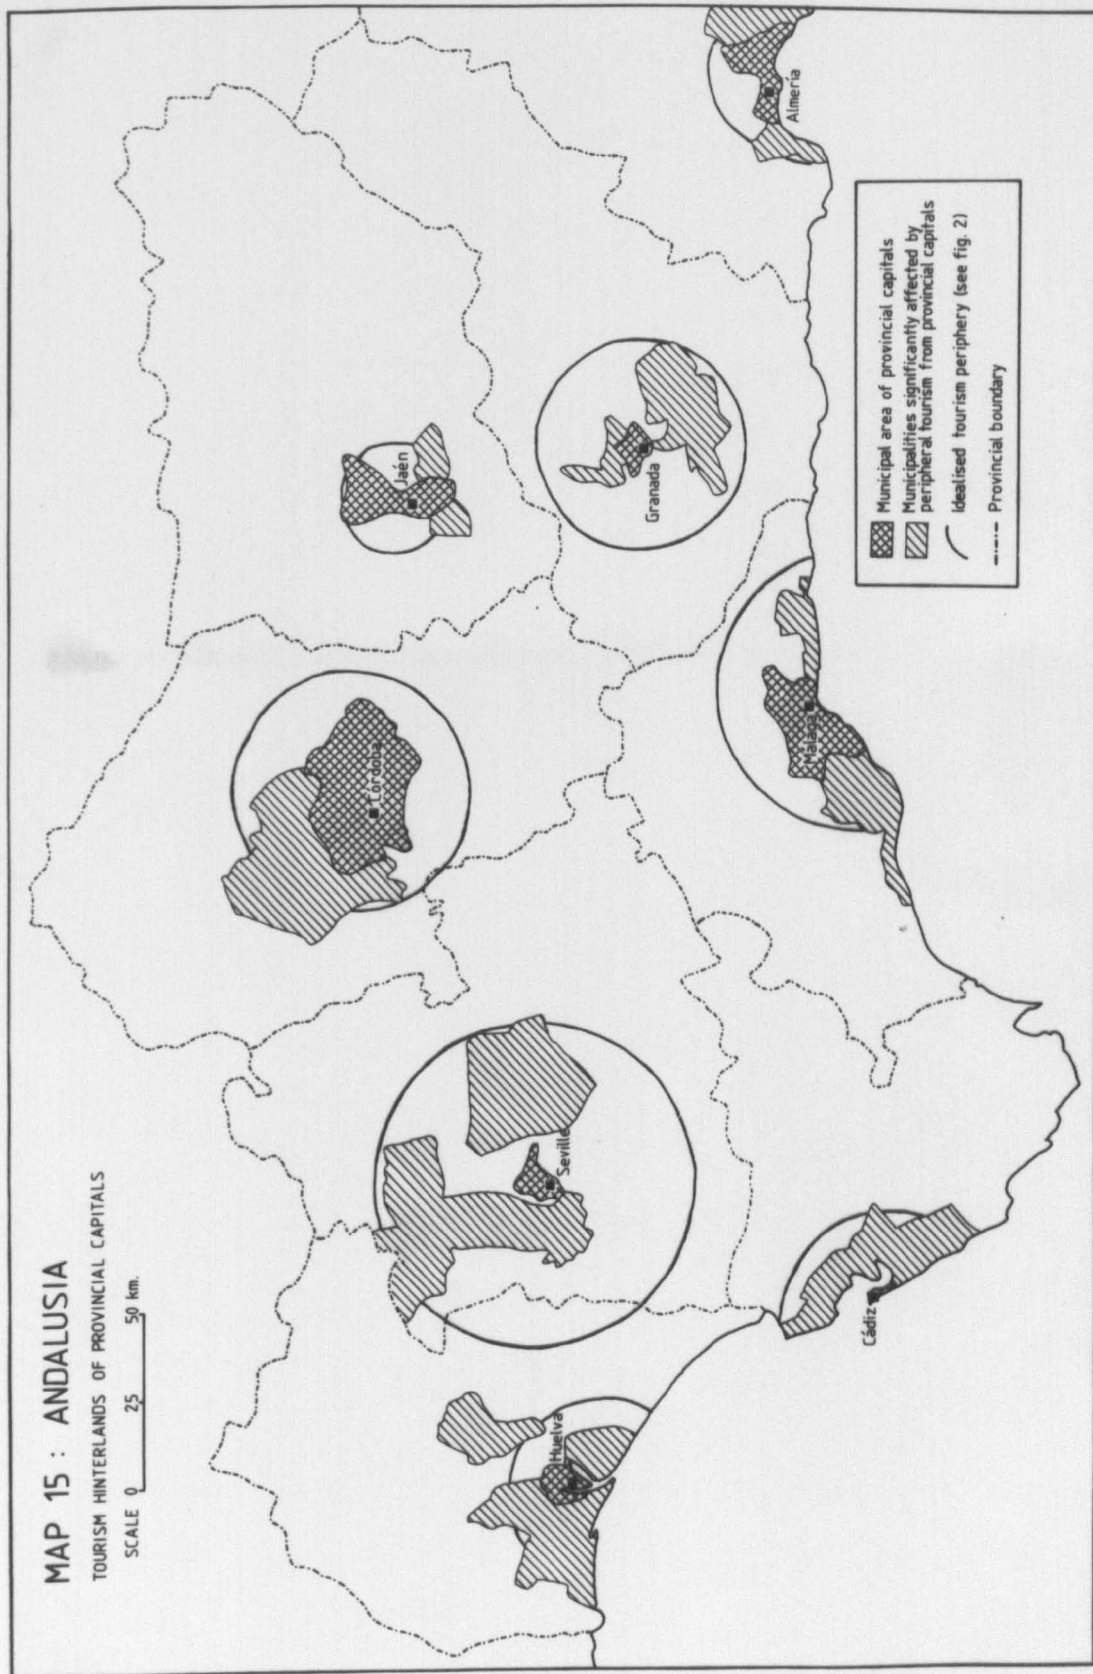 MAP 15 : ANDALUSIA
TOURISM HINTERLANDS OF PROVINCIAL CAPITALS
SCALE 0 25 50 km.
Córdoba
Jaén
Seville
Huelva
Granada
Almería
Málaga
Cádiz
Municipal area of provincial capitals
Municipalities significantly affected by
peripheral tourism from provincial capitals
Idealised tourism periphery (see fig. 2)
Provincial boundary